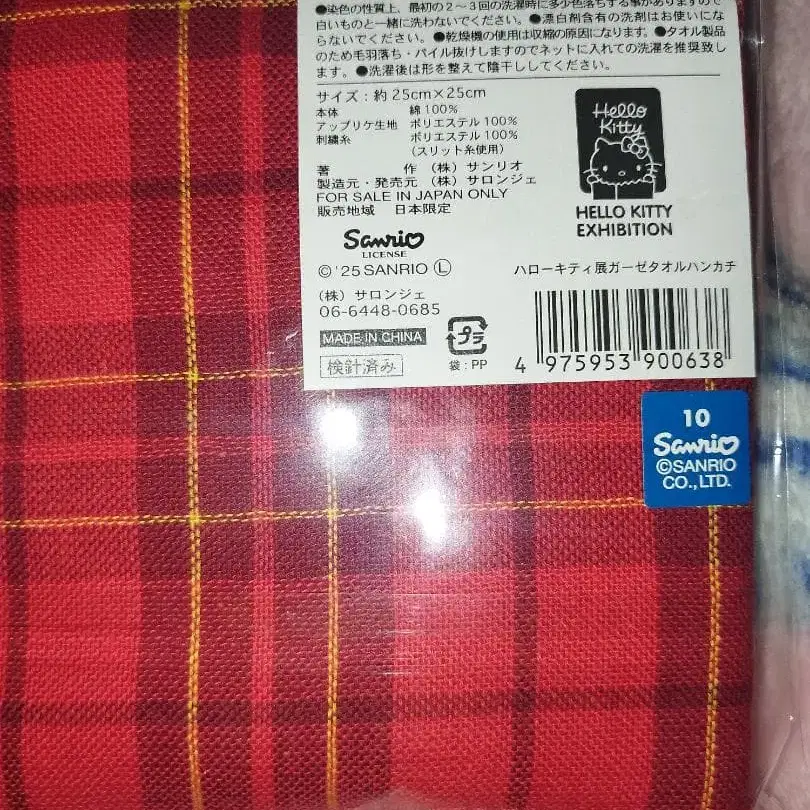 ●染色の性質上、最初の2～3回の洗濯時に多少色落ちする事がありますので
白いものと一緒に洗わないでください。●漂白剤含有の洗剤はお使いにな
らないでください。●乾燥機の使用は収縮の原因になります。●タオル製品
のため毛羽落ち・パイル抜けしますのでネットに入れての洗濯を推奨致し
ます。●洗濯後は形を整えて陰干ししてください。
サイズ：約25cm×25cm
本体 綿100%
アップリケ生地 ポリエステル100%
刺繍糸 ポリエステル100%
（スリット糸使用）
著作 （株）サンリオ
製造元・発売元 （株）サロンジェ
FOR SALE IN JAPAN ONLY
販売地域 日本限定
Hello
Kitty
HELLO KITTY
EXHIBITION
Sanrio
LICENSE
©'25 SANRIO Ⓛ
ハローキティ展ガーゼタオルハンカチ
（株）サロンジェ
06-6448-0685
MADE IN CHINA
検針済み
プラ
袋：PP
4 975953 900638
10
Sanrio
©SANRIO
CO.,LTD.